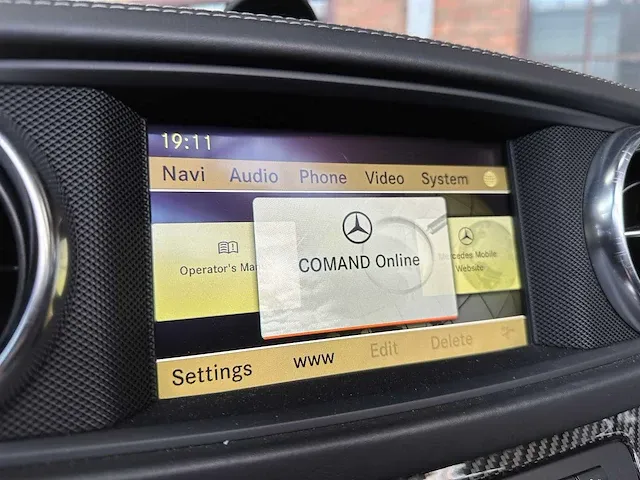 19:11
Navi Audio Phone Video System
Operator's Ma
COMAND Online
Mercedes Mobile
Website
Settings www Edit Delete